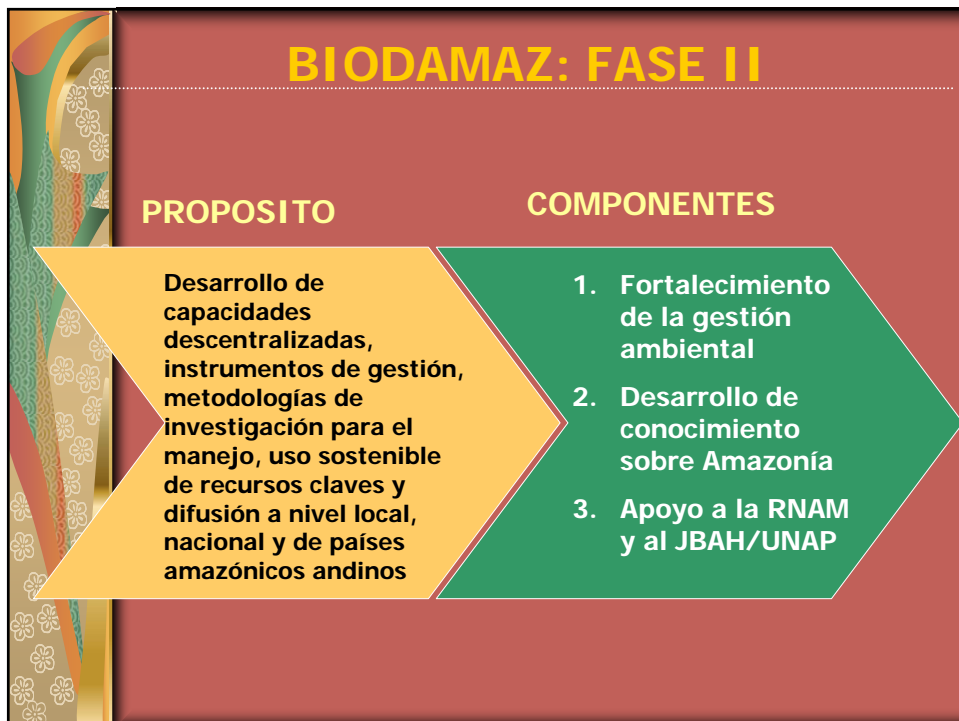 BIODAMAZ: FASE II
PROPOSITO
Desarrollo de
capacidades
descentralizadas,
instrumentos de gestión,
metodologías de
investigación para el
manejo, uso sostenible
de recursos claves y
difusión a nivel local,
nacional y de países
amazónicos andinos
COMPONENTES
1. Fortalecimiento
de la gestión
ambiental
2. Desarrollo de
conocimiento
sobre Amazonía
3. Apoyo a la RNAM
y al JBAH/UNAP